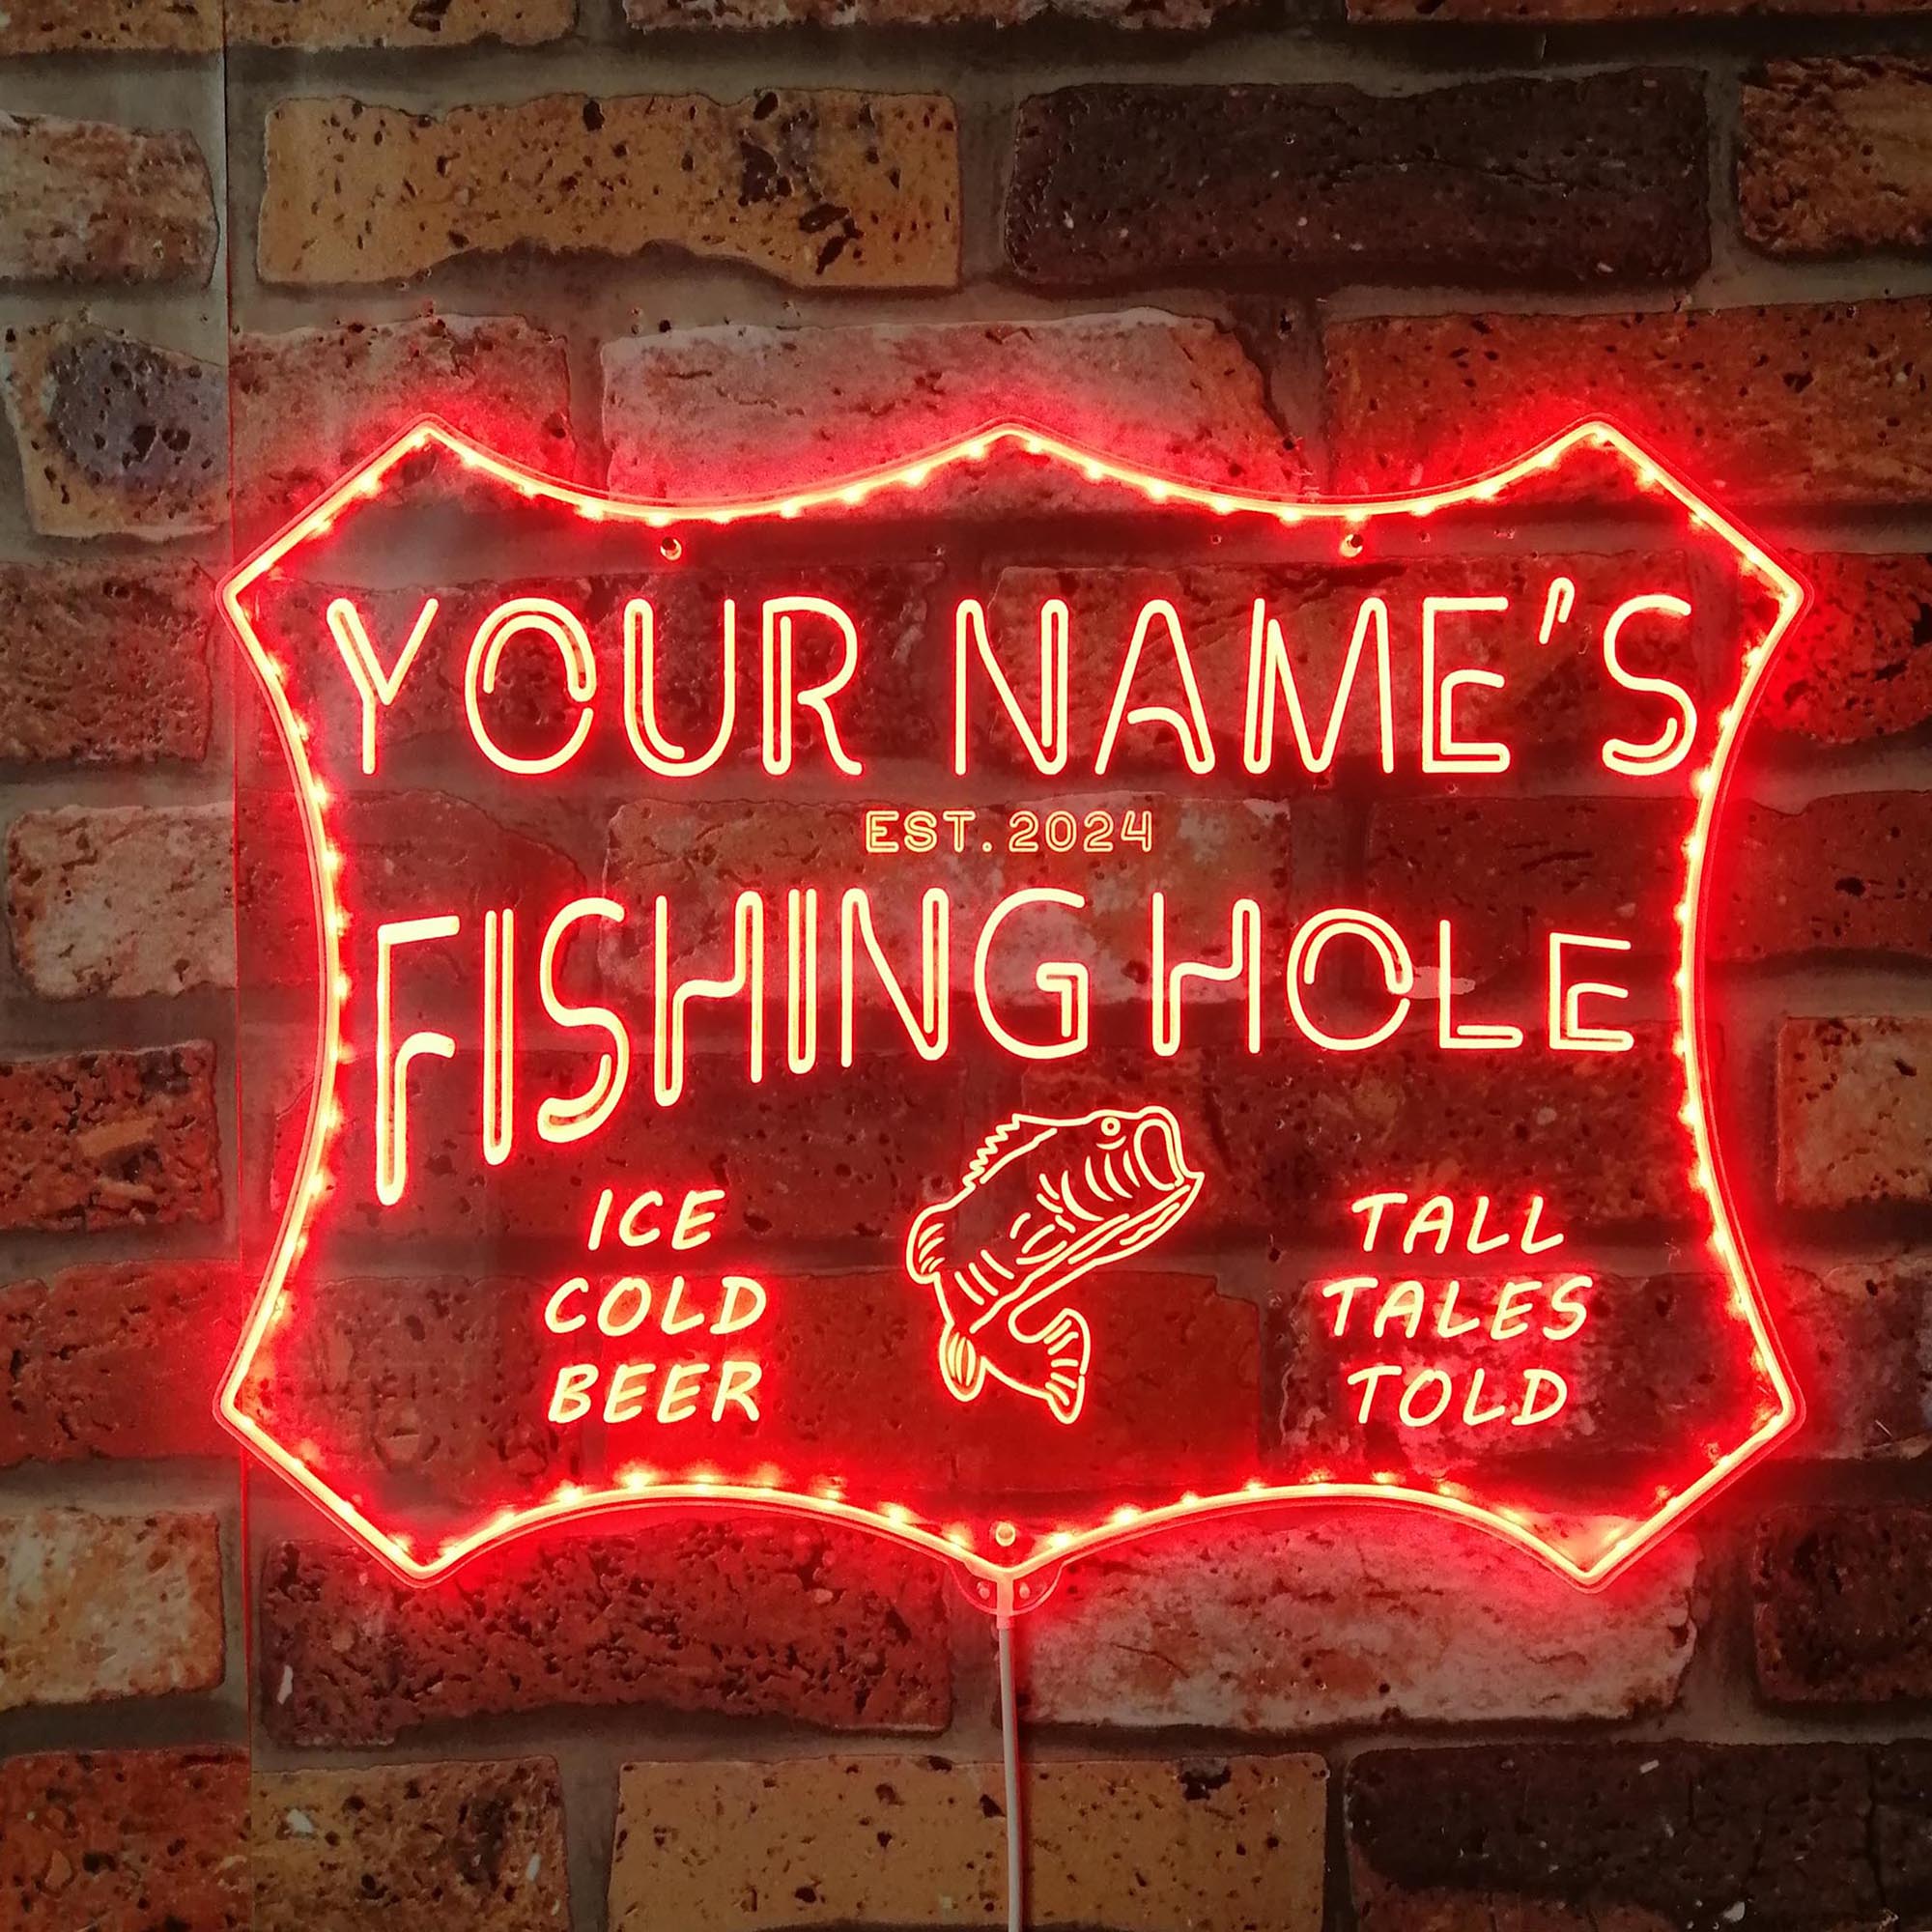 YOUR NAME'S
EST. 2024
FISHING HOLE
ICE
COLD
BEER
TALL
TALES
TOLD